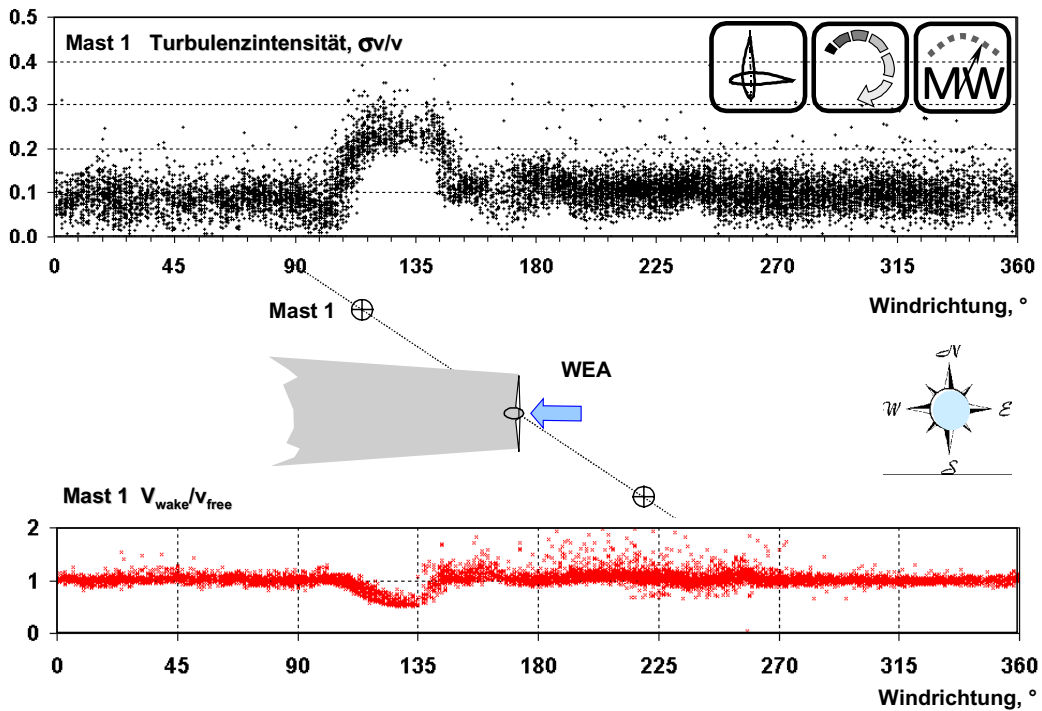 Mast 1 Turbulenzintensität, σv/v
MW
0.5
0.4
0.3
0.2
0.1
0.0
0 45 90 135 180 225 270 315 360
Windrichtung, °
Mast 1
WEA
N
W E
S
Mast 1 Vwake/vfree
2
1
0
0 45 90 135 180 225 270 315 360
Windrichtung, °